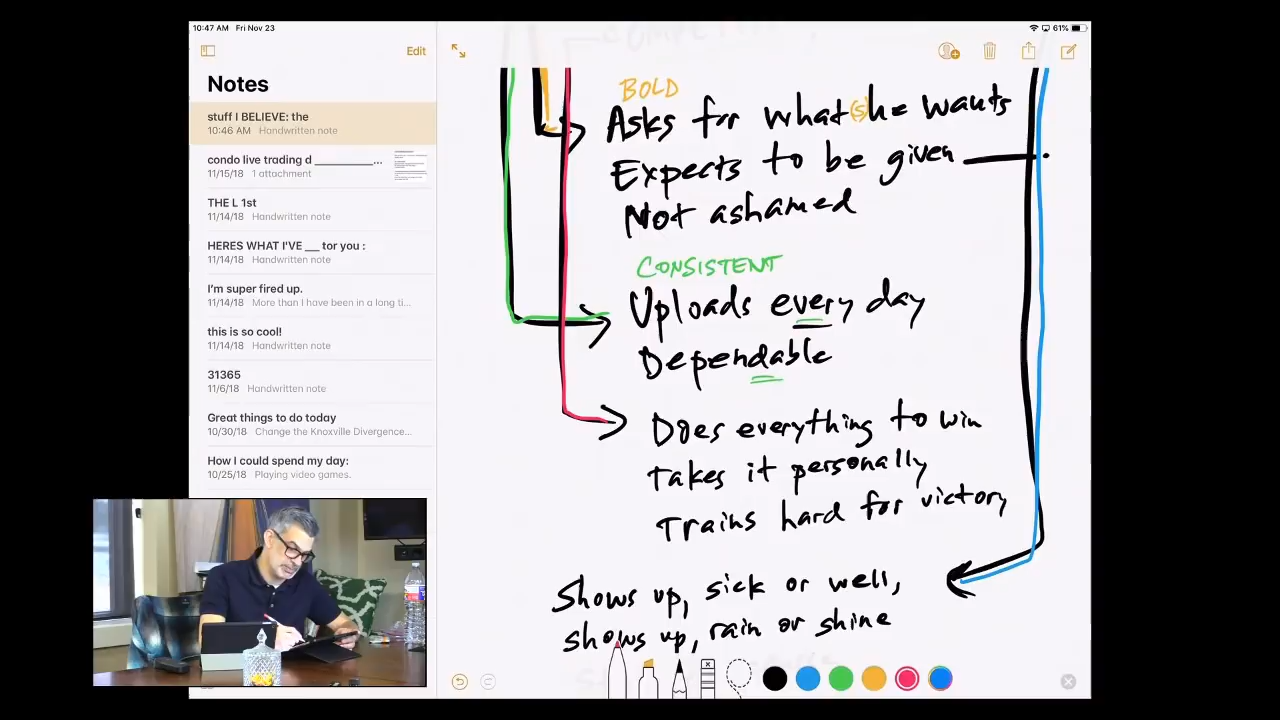 10:47 AM Fri Nov 23
61%
Edit
Notes
stuff I BELIEVE: the
10:46 AM Handwritten note
condo live trading d __________...
11/15/18 1 attachment
THE L 1st
11/14/18 Handwritten note
HERES WHAT I'VE ___ tor you :
11/14/18 Handwritten note
I'm super fired up.
11/14/18 More than I have been in a long ti...
this is so cool!
11/14/18 Handwritten note
31365
11/6/18 Handwritten note
Great things to do today
10/30/18 Change the Knoxville Divergence...
How I could spend my day:
10/25/18 Playing video games.
BOLD
Asks for what (s)he wants
Expects to be given
Not ashamed
CONSISTENT
Uploads every day
Dependable
Does everything to win
Takes it personally
Trains hard for victory
Shows up, sick or well,
shows up, rain or shine